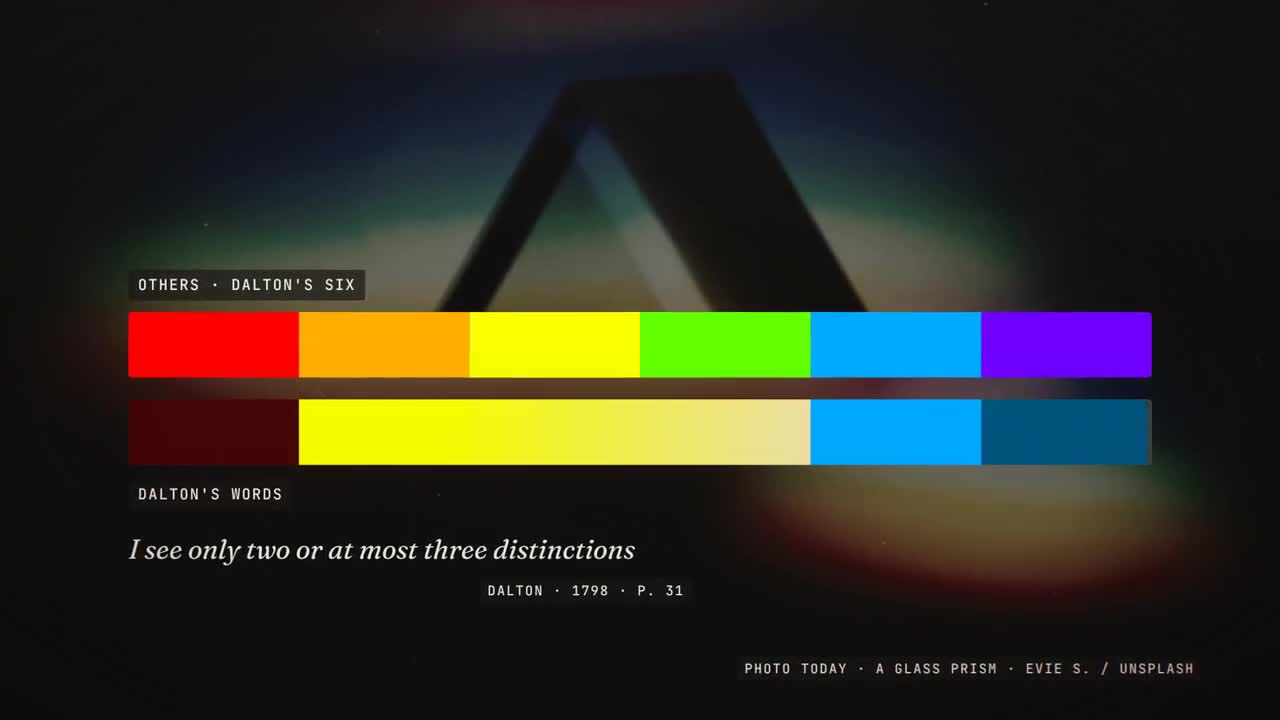 OTHERS · DALTON'S SIX
DALTON'S WORDS
I see only two or at most three distinctions
DALTON · 1798 · P. 31
PHOTO TODAY · A GLASS PRISM · EVIE S. / UNSPLASH